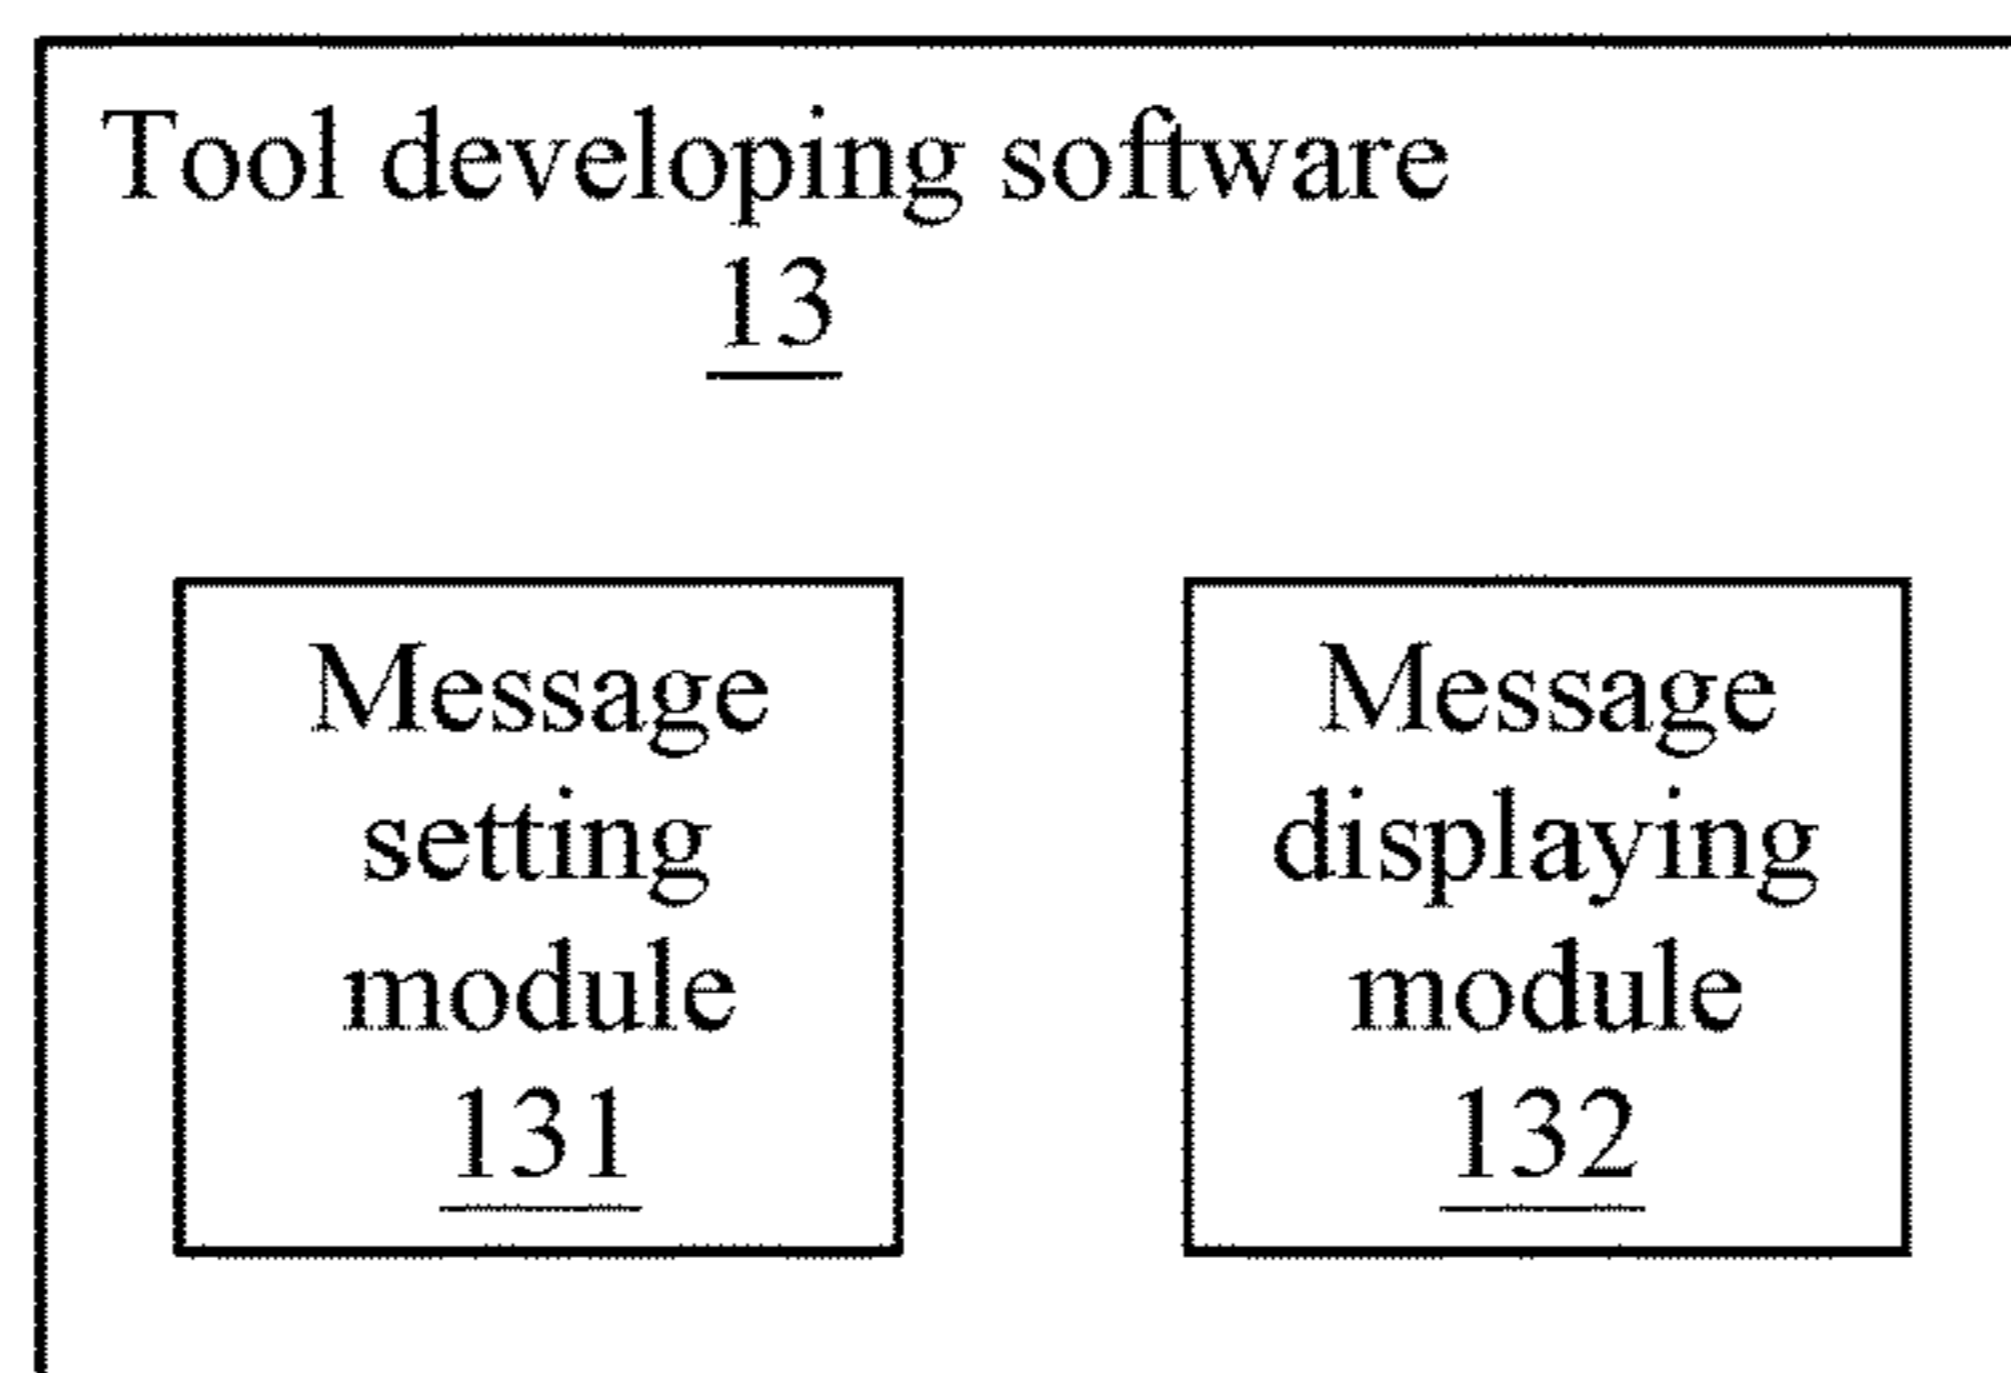 Tool developing software
13
Message
setting
module
131
Message
displaying
module
132